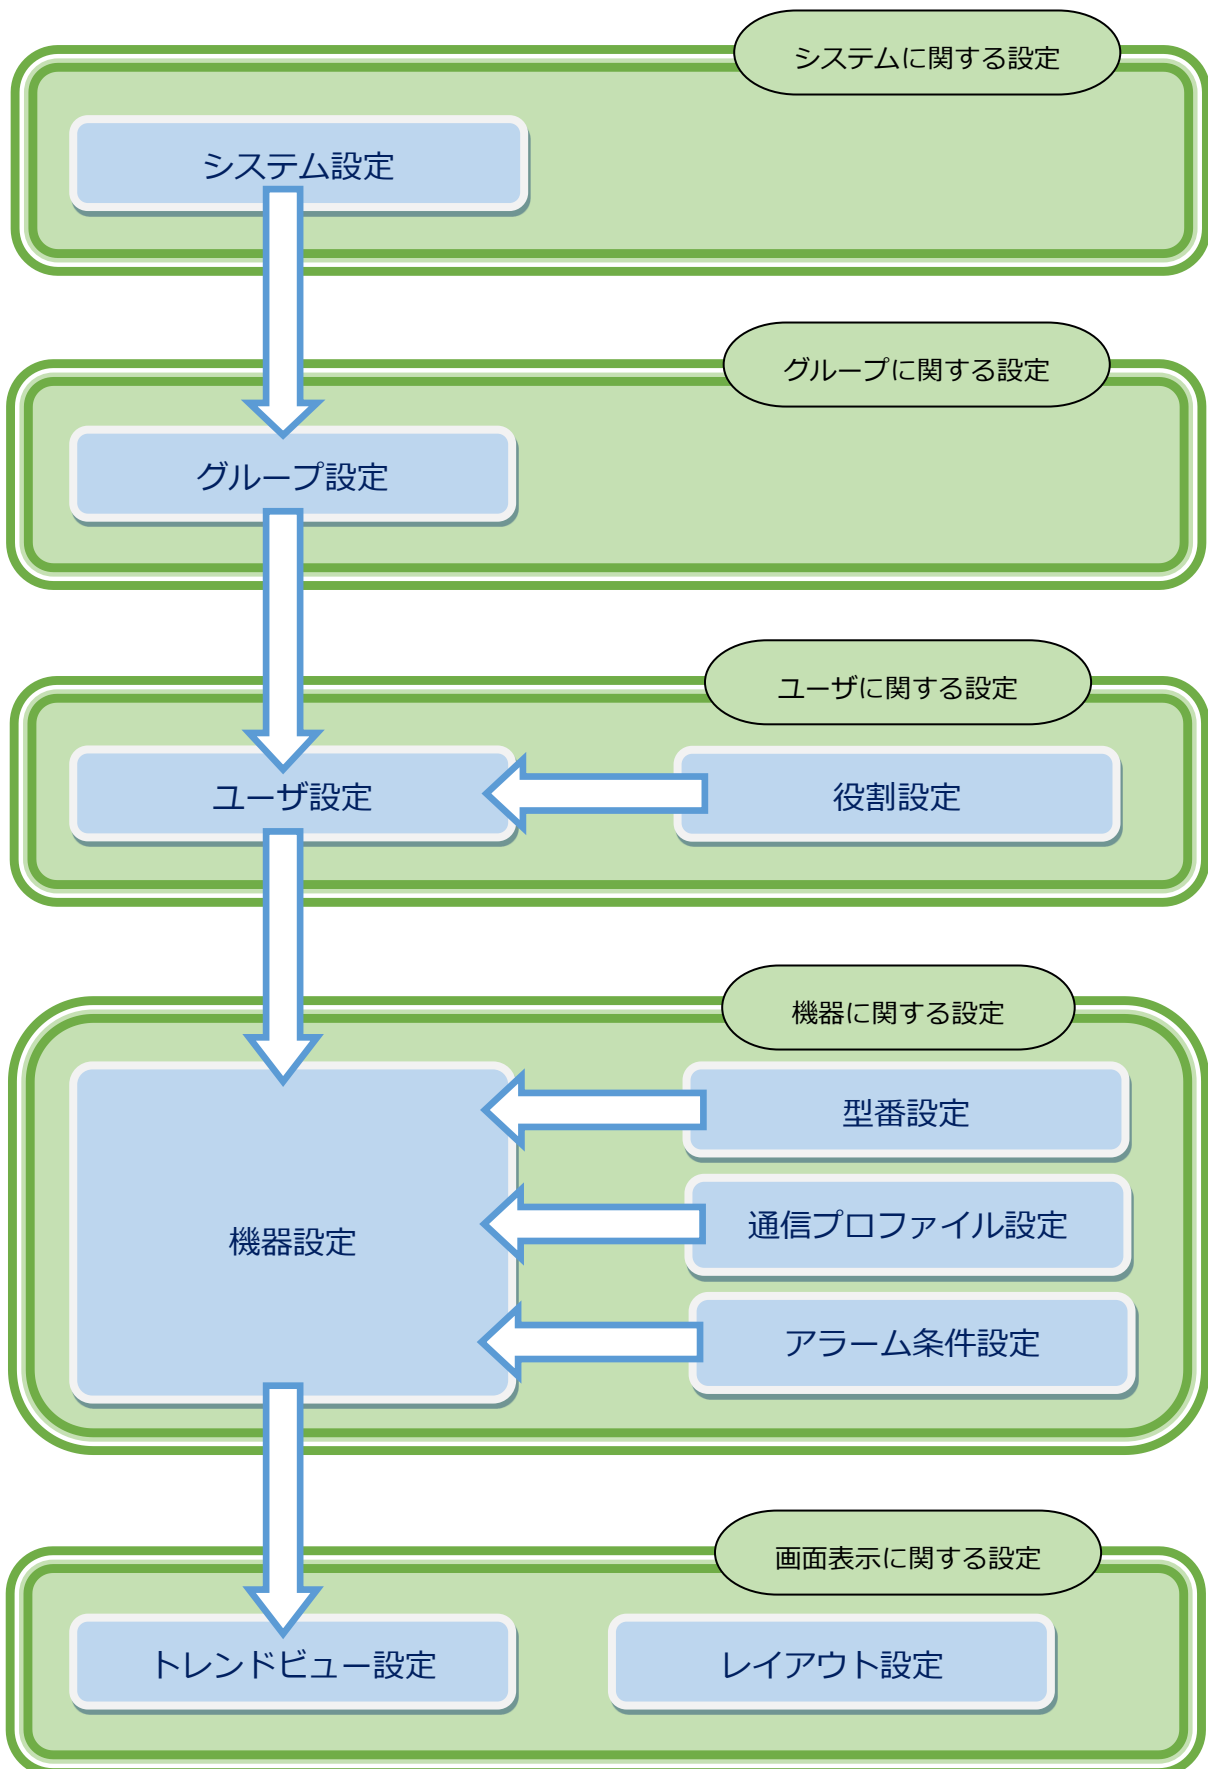 システムに関する設定
システム設定
グループに関する設定
グループ設定
ユーザに関する設定
ユーザ設定
役割設定
機器に関する設定
機器設定
型番設定
通信プロファイル設定
アラーム条件設定
画面表示に関する設定
トレンドビュー設定
レイアウト設定